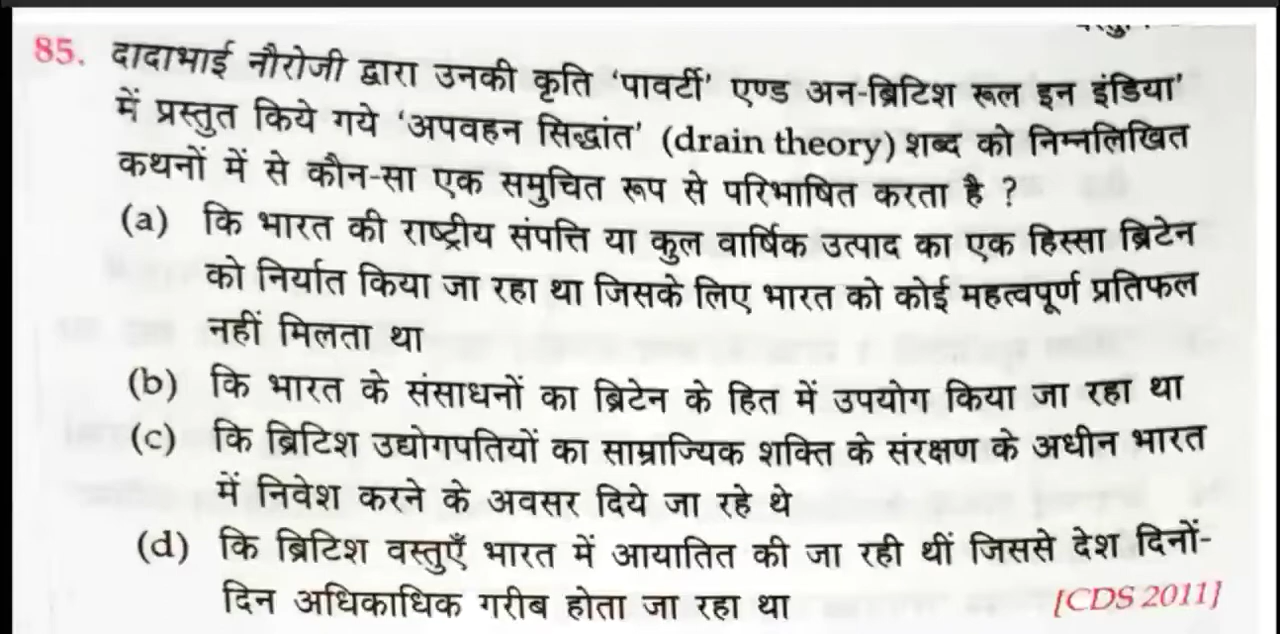 85. दादाभाई नौरोजी द्वारा उनकी कृति 'पावर्टी' एण्ड अन-ब्रिटिश रूल इन इंडिया'
में प्रस्तुत किये गये 'अपवहन सिद्धांत' (drain theory) शब्द को निम्नलिखित
कथनों में से कौन-सा एक समुचित रूप से परिभाषित करता है ?
(a) कि भारत की राष्ट्रीय संपत्ति या कुल वार्षिक उत्पाद का एक हिस्सा ब्रिटेन
को निर्यात किया जा रहा था जिसके लिए भारत को कोई महत्वपूर्ण प्रतिफल
नहीं मिलता था
(b) कि भारत के संसाधनों का ब्रिटेन के हित में उपयोग किया जा रहा था
(c) कि ब्रिटिश उद्योगपतियों का साम्राज्यिक शक्ति के संरक्षण के अधीन भारत
में निवेश करने के अवसर दिये जा रहे थे
(d) कि ब्रिटिश वस्तुएँ भारत में आयातित की जा रही थीं जिससे देश दिनों-
दिन अधिकाधिक गरीब होता जा रहा था [CDS 2011]